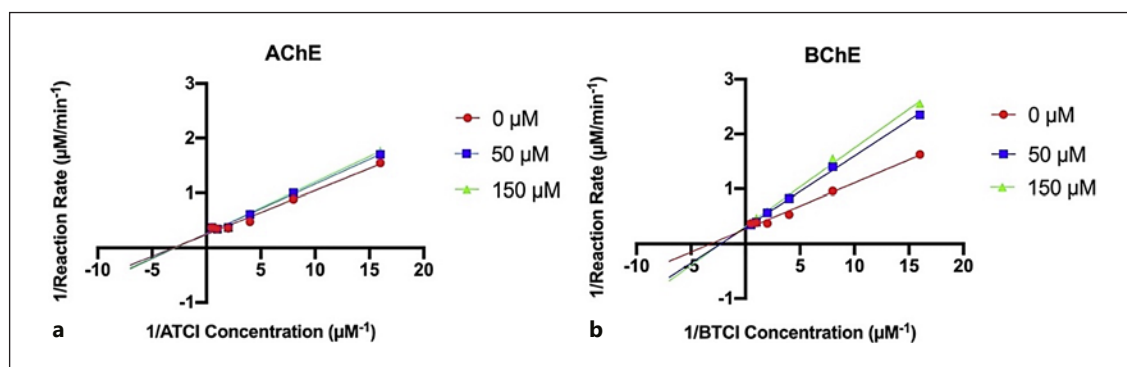 AChE
1/Reaction Rate (µM/min⁻¹)
3
2
1
-1
-10
-5
5
10
15
20
0 µM
50 µM
150 µM
a
1/ATCI Concentration (µM⁻¹)
BChE
1/Reaction Rate (µM/min⁻¹)
3
2
1
-1
-10
-5
5
10
15
20
0 µM
50 µM
150 µM
b
1/BTCI Concentration (µM⁻¹)